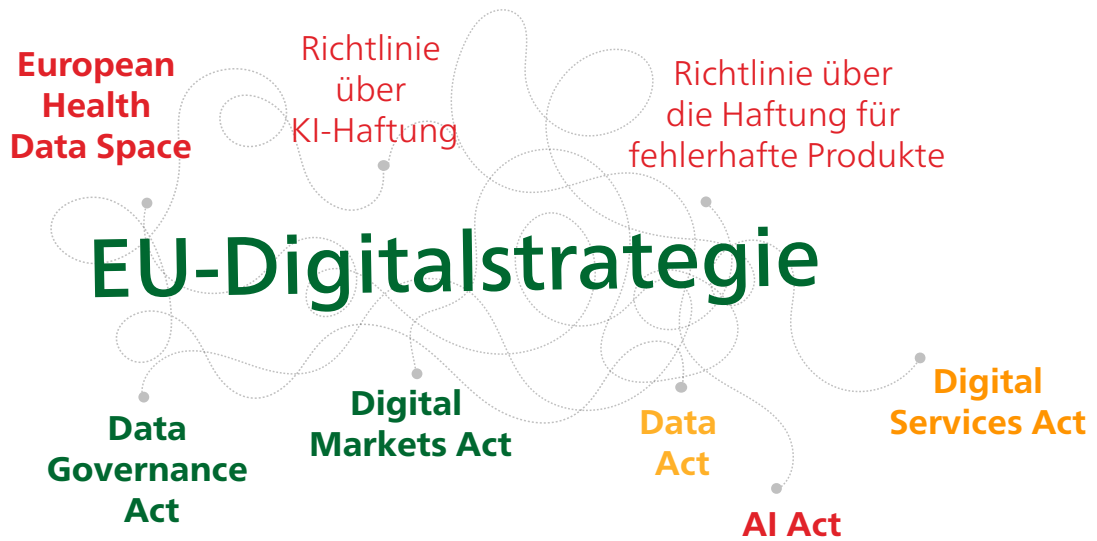 European
Health
Data Space
Richtlinie
über
KI-Haftung
Richtlinie über
die Haftung für
fehlerhafte Produkte
EU-Digitalstrategie
Data
Governance
Act
Digital
Markets Act
Data
Act
AI Act
Digital
Services Act